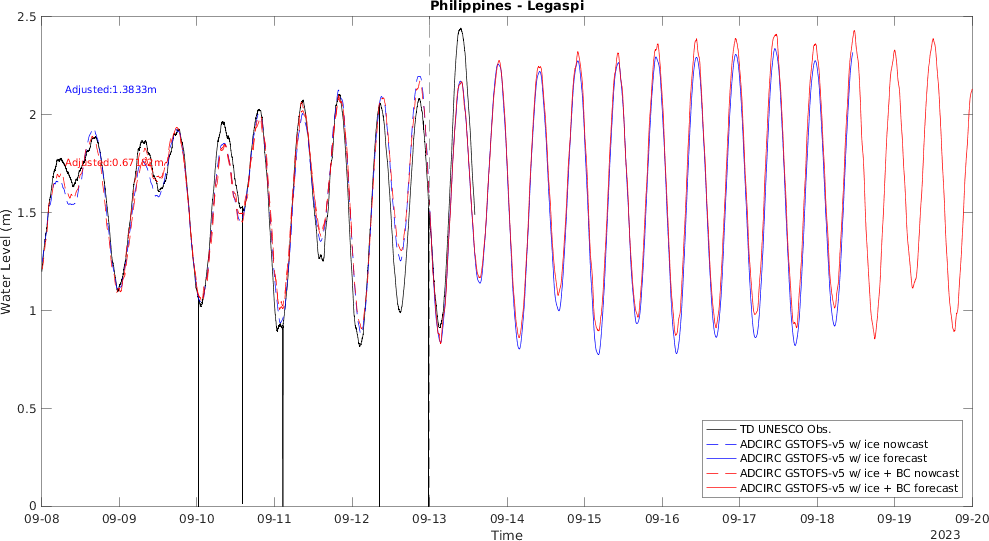 Philippines - Legaspi
2.5
2
1.5
1
0.5
0
Water Level (m)
Adjusted:1.3833m
Adjusted:0.67182m
TD UNESCO Obs.
ADCIRC GSTOFS-v5 w/ ice nowcast
ADCIRC GSTOFS-v5 w/ ice forecast
ADCIRC GSTOFS-v5 w/ ice + BC nowcast
ADCIRC GSTOFS-v5 w/ ice + BC forecast
09-08 09-09 09-10 09-11 09-12 09-13 09-14 09-15 09-16 09-17 09-18 09-19 09-20
Time
2023